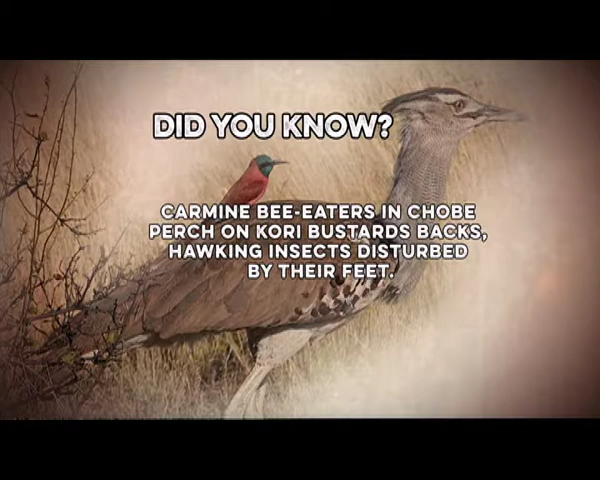 DID YOU KNOW?
CARMINE BEE-EATERS IN CHOBE
PERCH ON KORI BUSTARDS BACKS,
HAWKING INSECTS DISTURBED
BY THEIR FEET.